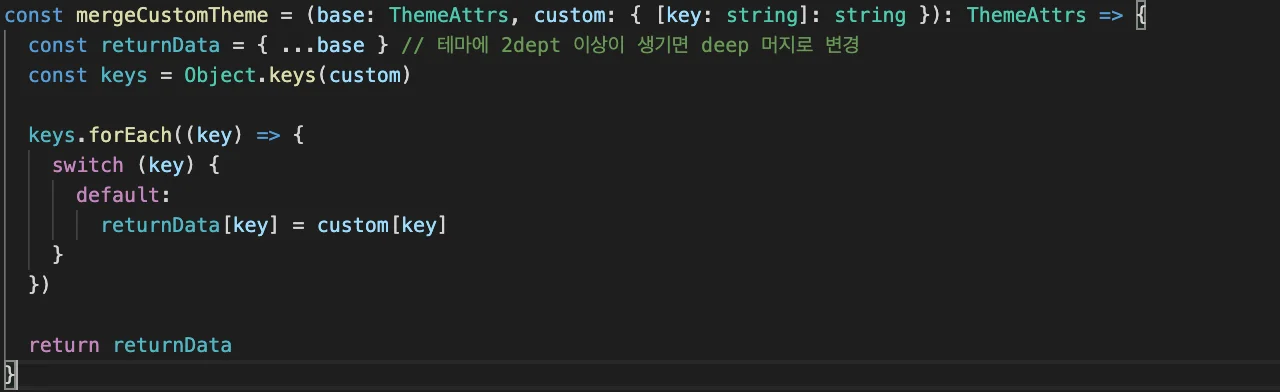 const mergeCustomTheme = (base: ThemeAttrs, custom: { [key: string]: string }): ThemeAttrs => {
  const returnData = { ...base } // 테마에 2dept 이상이 생기면 deep 머지로 변경
  const keys = Object.keys(custom)

  keys.forEach((key) => {
    switch (key) {
      default:
        returnData[key] = custom[key]
    }
  })

  return returnData
}